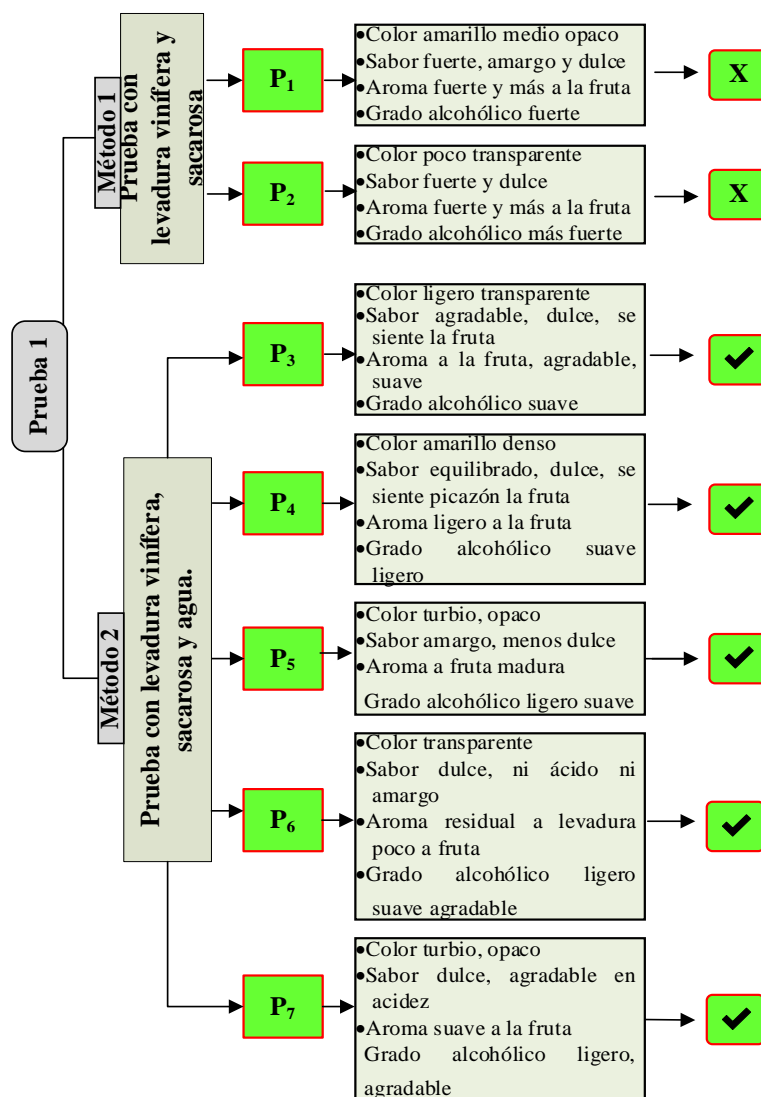 Prueba 1
Método 1
Prueba con
levadura vinífera y
sacarosa
P1
•Color amarillo medio opaco
•Sabor fuerte, amargo y dulce
•Aroma fuerte y más a la fruta
•Grado alcohólico fuerte
X
P2
•Color poco transparente
•Sabor fuerte y dulce
•Aroma fuerte y más a la fruta
•Grado alcohólico más fuerte
X
Método 2
Prueba con levadura vinífera,
sacarosa y agua.
P3
•Color ligero transparente
•Sabor agradable, dulce, se
siente la fruta
•Aroma a la fruta, agradable,
suave
•Grado alcohólico suave
✔
P4
•Color amarillo denso
•Sabor equilibrado, dulce, se
siente picazón la fruta
•Aroma ligero a la fruta
•Grado alcohólico suave
ligero
✔
P5
•Color turbio, opaco
•Sabor amargo, menos dulce
•Aroma a fruta madura
Grado alcohólico ligero suave
✔
P6
•Color transparente
•Sabor dulce, ni ácido ni
amargo
•Aroma residual a levadura
poco a fruta
•Grado alcohólico ligero
suave agradable
✔
P7
•Color turbio, opaco
•Sabor dulce, agradable en
acidez
•Aroma suave a la fruta
Grado alcohólico ligero,
agradable
✔